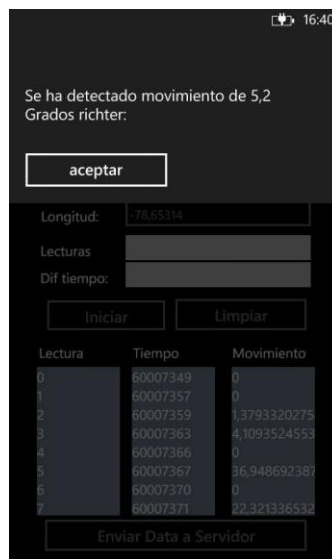 16:40
Se ha detectado movimiento de 5,2
Grados richter:
aceptar
Longitud: -78,65314
Lecturas
Dif tiempo:
Iniciar Limpiar
Lectura Tiempo Movimiento
0 60007349 0
1 60007357 0
2 60007359 1,3793320275
3 60007363 4,1093524553
4 60007366 0
5 60007367 36,948692387
6 60007370 0
7 60007371 22,321336532
Enviar Data a Servidor